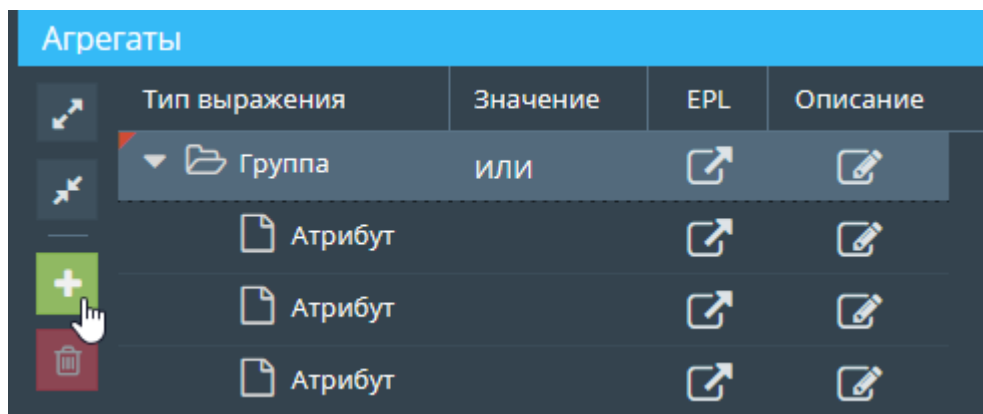 Агрегаты
Тип выражения Значение EPL Описание
Группа или
Атрибут
Атрибут
Атрибут